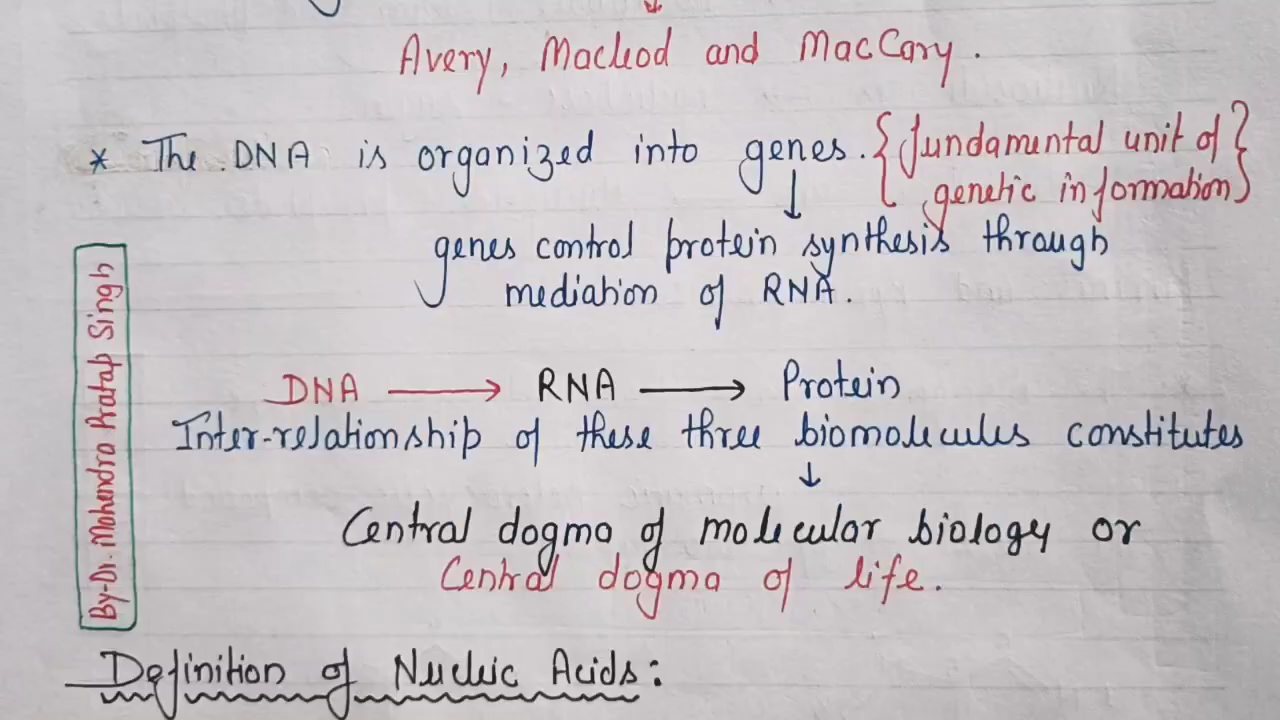 Avery, Macleod and MacCary.
* The DNA is organized into genes. {fundamental unit of
genetic information}
genes control protein synthesis through
mediation of RNA.
DNA → RNA → Protein
Inter-relationship of these three biomolecules constitutes
Central dogma of molecular biology or
Central dogma of life.
Definition of Nucleic Acids:
By-Dr. Mahendra Pratap Singh